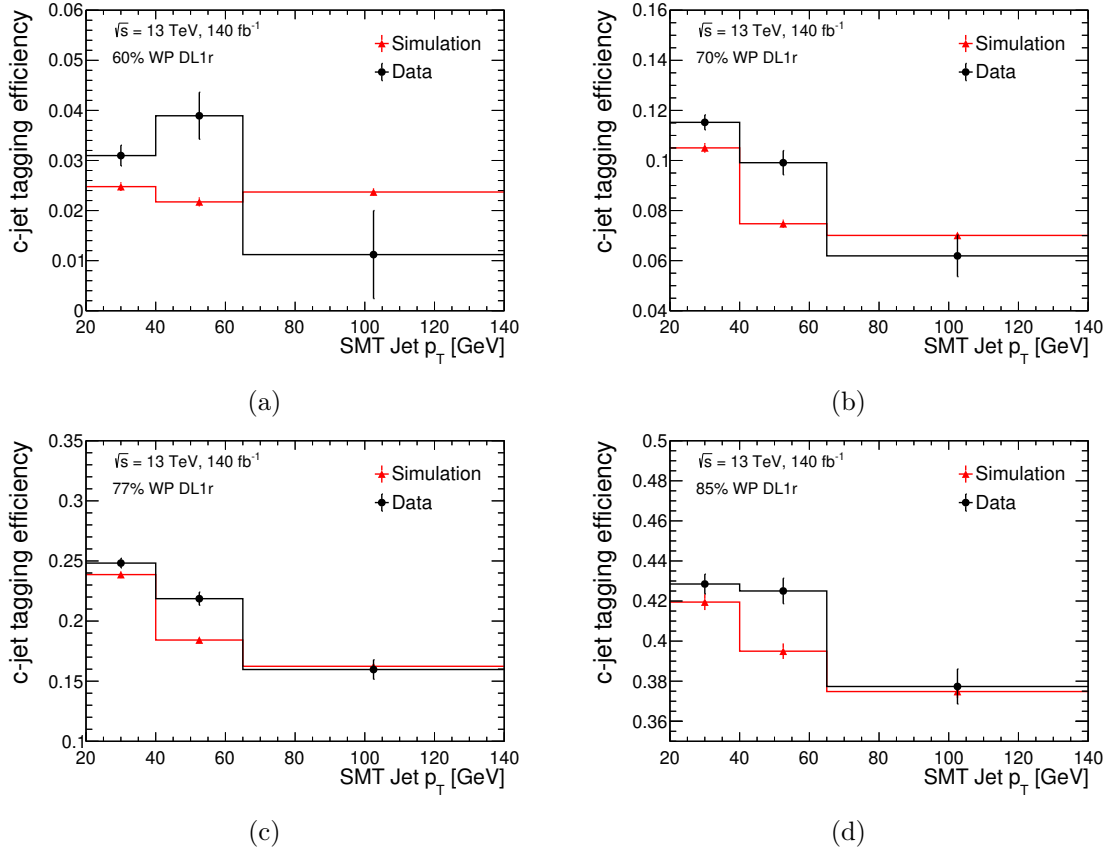 c-jet tagging efficiency
0.06
0.05
0.04
0.03
0.02
0.01
0
√s = 13 TeV, 140 fb⁻¹
60% WP DL1r
Simulation
Data
20 40 60 80 100 120 140
SMT Jet p_T [GeV]
(a)
c-jet tagging efficiency
0.16
0.14
0.12
0.1
0.08
0.06
0.04
√s = 13 TeV, 140 fb⁻¹
70% WP DL1r
Simulation
Data
20 40 60 80 100 120 140
SMT Jet p_T [GeV]
(b)
c-jet tagging efficiency
0.35
0.3
0.25
0.2
0.15
0.1
√s = 13 TeV, 140 fb⁻¹
77% WP DL1r
Simulation
Data
20 40 60 80 100 120 140
SMT Jet p_T [GeV]
(c)
c-jet tagging efficiency
0.5
0.48
0.46
0.44
0.42
0.4
0.38
0.36
√s = 13 TeV, 140 fb⁻¹
85% WP DL1r
Simulation
Data
20 40 60 80 100 120 140
SMT Jet p_T [GeV]
(d)